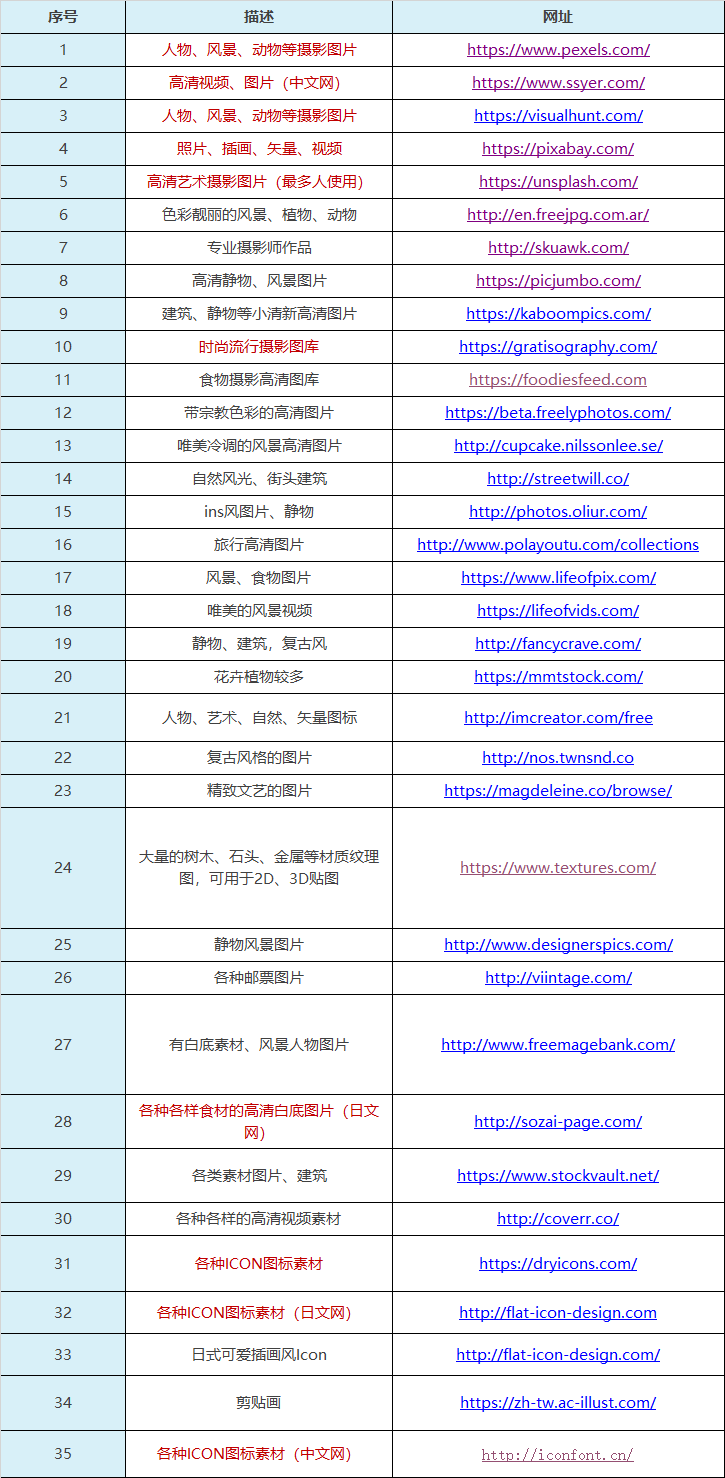 序号 描述 网址
1 人物、风景、动物等摄影图片 https://www.pexels.com/
2 高清视频、图片（中文网） https://www.ssyer.com/
3 人物、风景、动物等摄影图片 https://visualhunt.com/
4 照片、插画、矢量、视频 https://pixabay.com/
5 高清艺术摄影图片（最多人使用） https://unsplash.com/
6 色彩靓丽的风景、植物、动物 http://en.freejpg.com.ar/
7 专业摄影师作品 http://skuawk.com/
8 高清静物、风景图片 https://picjumbo.com/
9 建筑、静物等小清新高清图片 https://kaboompics.com/
10 时尚流行摄影图库 https://gratisography.com/
11 食物摄影高清图库 https://foodiesfeed.com
12 带宗教色彩的高清图片 https://beta.freelyphotos.com/
13 唯美冷调的风景高清图片 http://cupcake.nilssonlee.se/
14 自然风光、街头建筑 http://streetwill.co/
15 ins风图片、静物 http://photos.oliur.com/
16 旅行高清图片 http://www.polayoutu.com/collections
17 风景、食物图片 https://www.lifeofpix.com/
18 唯美的风景视频 https://lifeofvids.com/
19 静物、建筑，复古风 http://fancycrave.com/
20 花卉植物较多 https://mmtstock.com/
21 人物、艺术、自然、矢量图标 http://imcreator.com/free
22 复古风格的图片 http://nos.twnsnd.co
23 精致文艺的图片 https://magdeleine.co/browse/
24 大量的树木、石头、金属等材质纹理
图，可用于2D、3D贴图 https://www.textures.com/
25 静物风景图片 http://www.designerspics.com/
26 各种邮票图片 http://viintage.com/
27 有白底素材、风景人物图片 http://www.freemagebank.com/
28 各种各样食材的高清白底图片（日文
网） http://sozai-page.com/
29 各类素材图片、建筑 https://www.stockvault.net/
30 各种各样的高清视频素材 http://coverr.co/
31 各种ICON图标素材 https://dryicons.com/
32 各种ICON图标素材（日文网） http://flat-icon-design.com
33 日式可爱插画风Icon http://flat-icon-design.com/
34 剪贴画 https://zh-tw.ac-illust.com/
35 各种ICON图标素材（中文网） http://iconfont.cn/